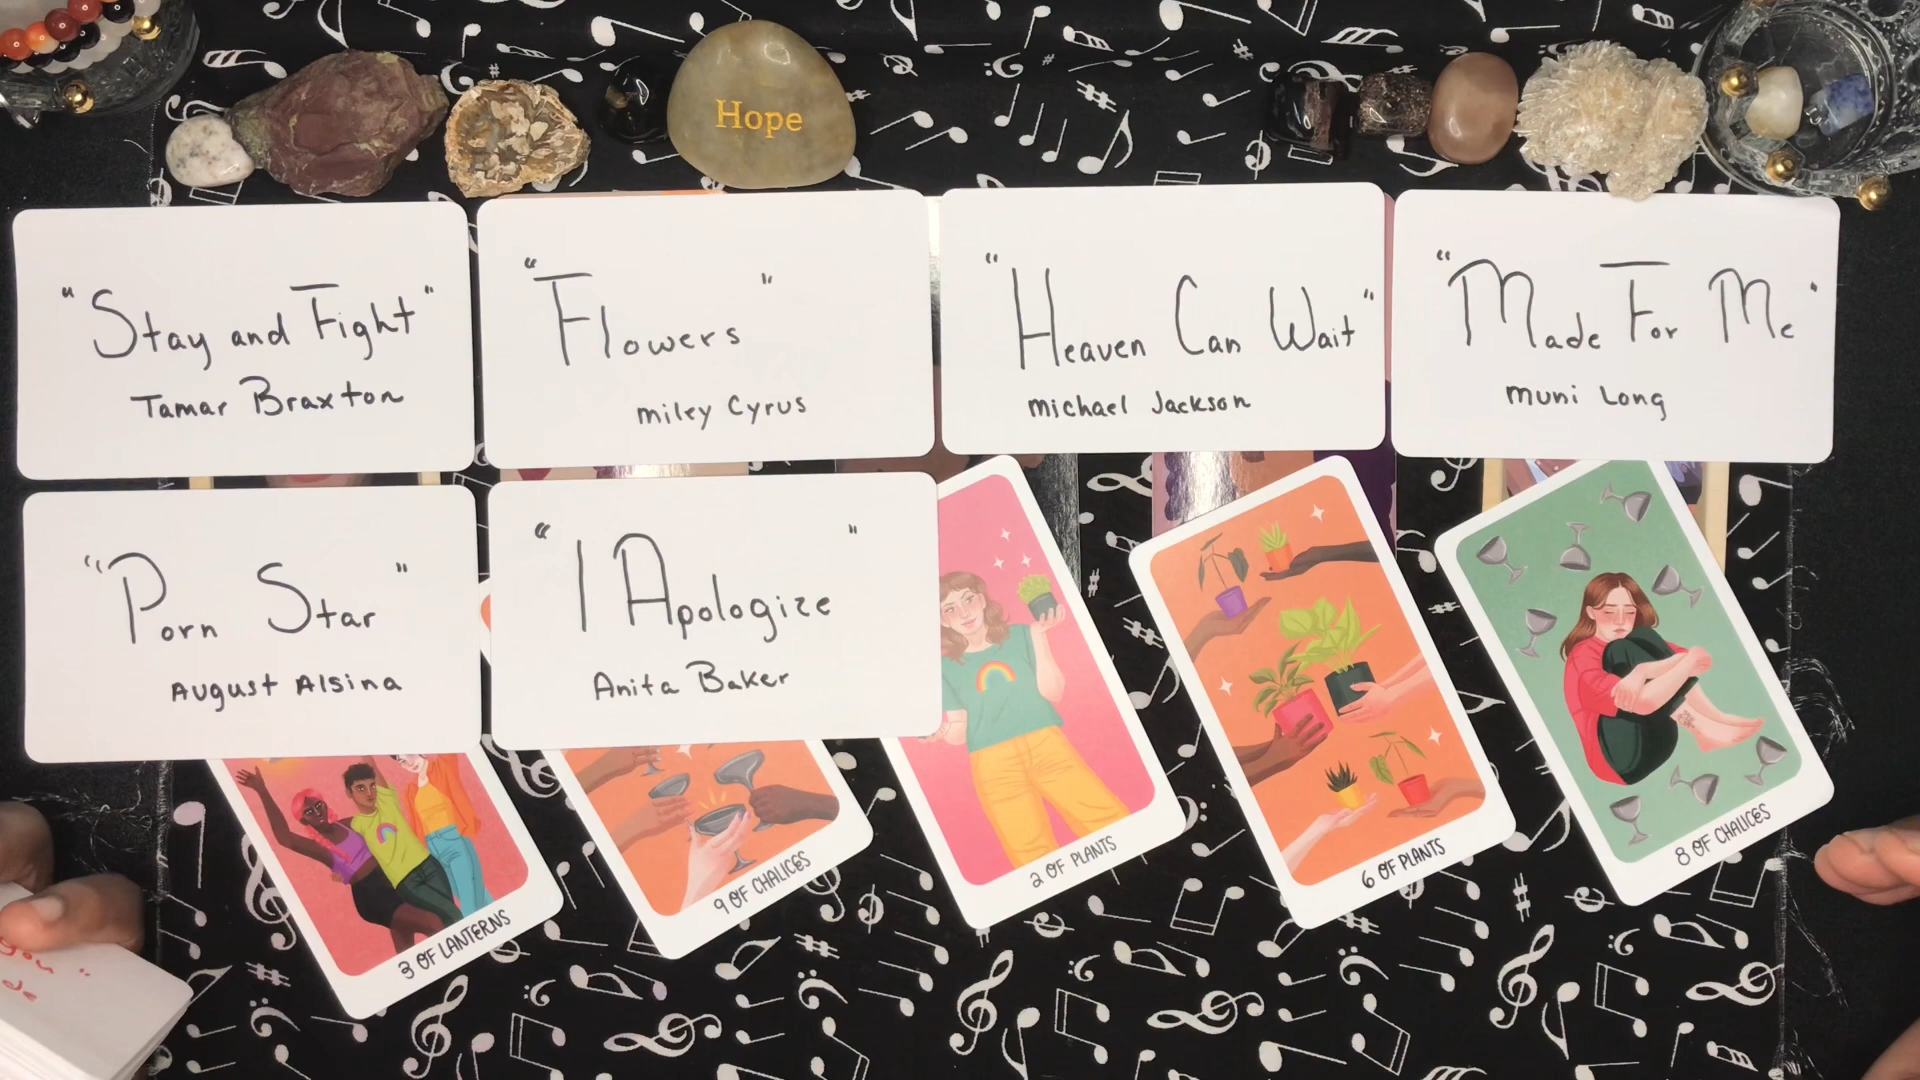 Hope
"Stay and Fight"
Tamar Braxton
"Flowers"
Miley Cyrus
"Heaven Can Wait"
Michael Jackson
"Made For Me"
Muni Long
"Porn Star"
August Alsina
"I Apologize"
Anita Baker
3 OF LANTERNS
9 OF CHALICES
2 OF PLANTS
6 OF PLANTS
8 OF CHALICES
you"